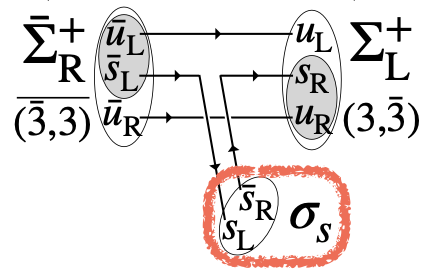 Σ̄⁺_R ū_L u_L Σ⁺_L
s̄_L s_R
(3̄,3) ū_R u_R (3,3̄)
s̄_R
s_L σ_s